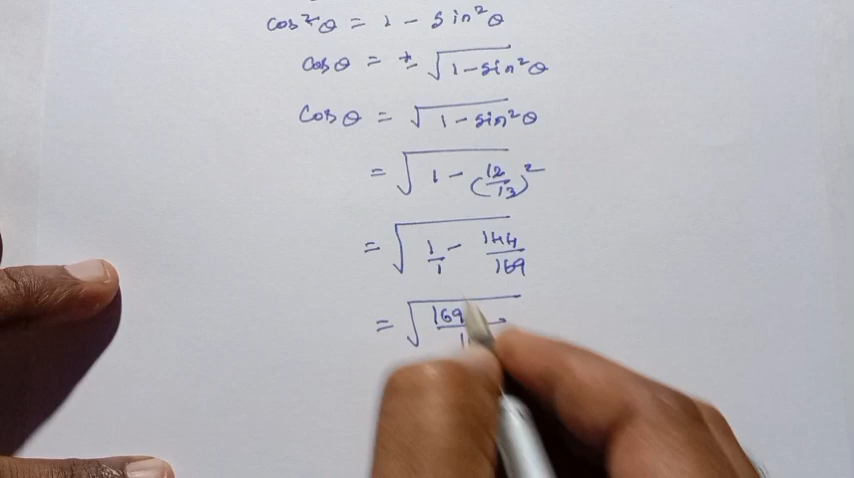 cos²θ = 1 - sin²θ
cosθ = ± √1-sin²θ
cosθ = √1-sin²θ
= √1 - (12/13)²
= √1/1 - 144/169
= √169